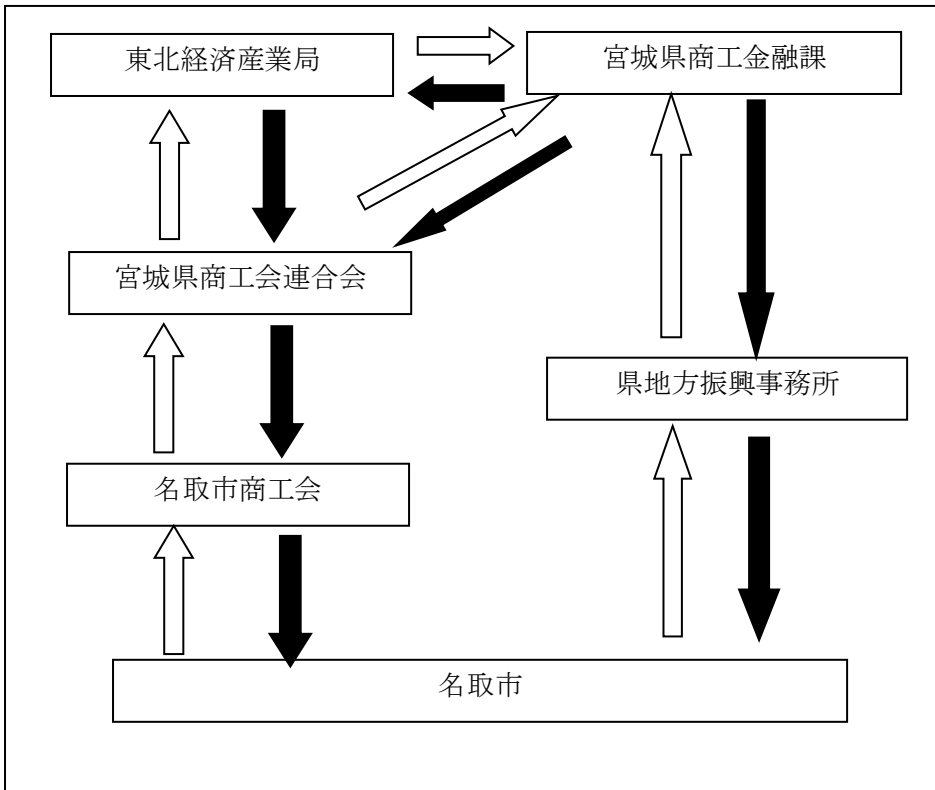 東北経済産業局
宮城県商工金融課
宮城県商工会連合会
県地方振興事務所
名取市商工会
名取市